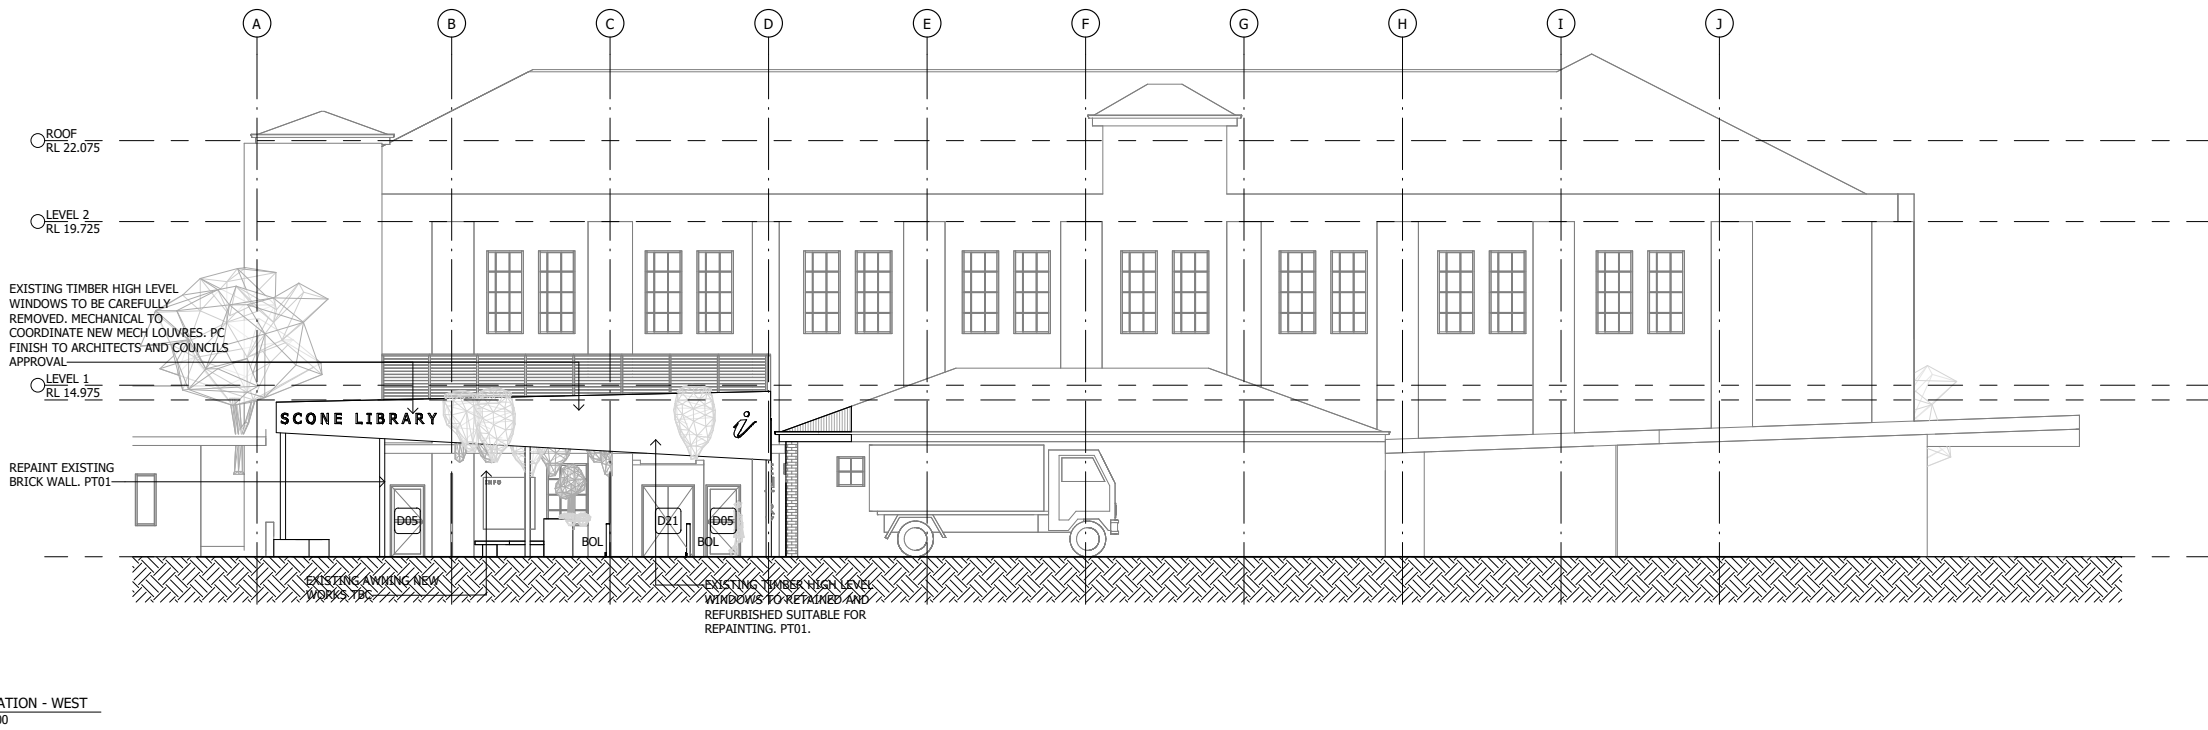 A B C D E F G H I J
ROOF
RL 22.075
LEVEL 2
RL 19.725
EXISTING TIMBER HIGH LEVEL
WINDOWS TO BE CAREFULLY
REMOVED. MECHANICAL TO
COORDINATE NEW MECH LOUVRES. PC
FINISH TO ARCHITECTS AND COUNCILS
APPROVAL
LEVEL 1
RL 14.975
SCONE LIBRARY
i
REPAINT EXISTING
BRICK WALL. PT01
INFO
D05 D21 D05
BOL BOL
EXISTING AWNING NEW
WORKS TBC
EXISTING TIMBER HIGH LEVEL
WINDOWS TO RETAINED AND
REFURBISHED SUITABLE FOR
REPAINTING. PT01.
ATION - WEST
00